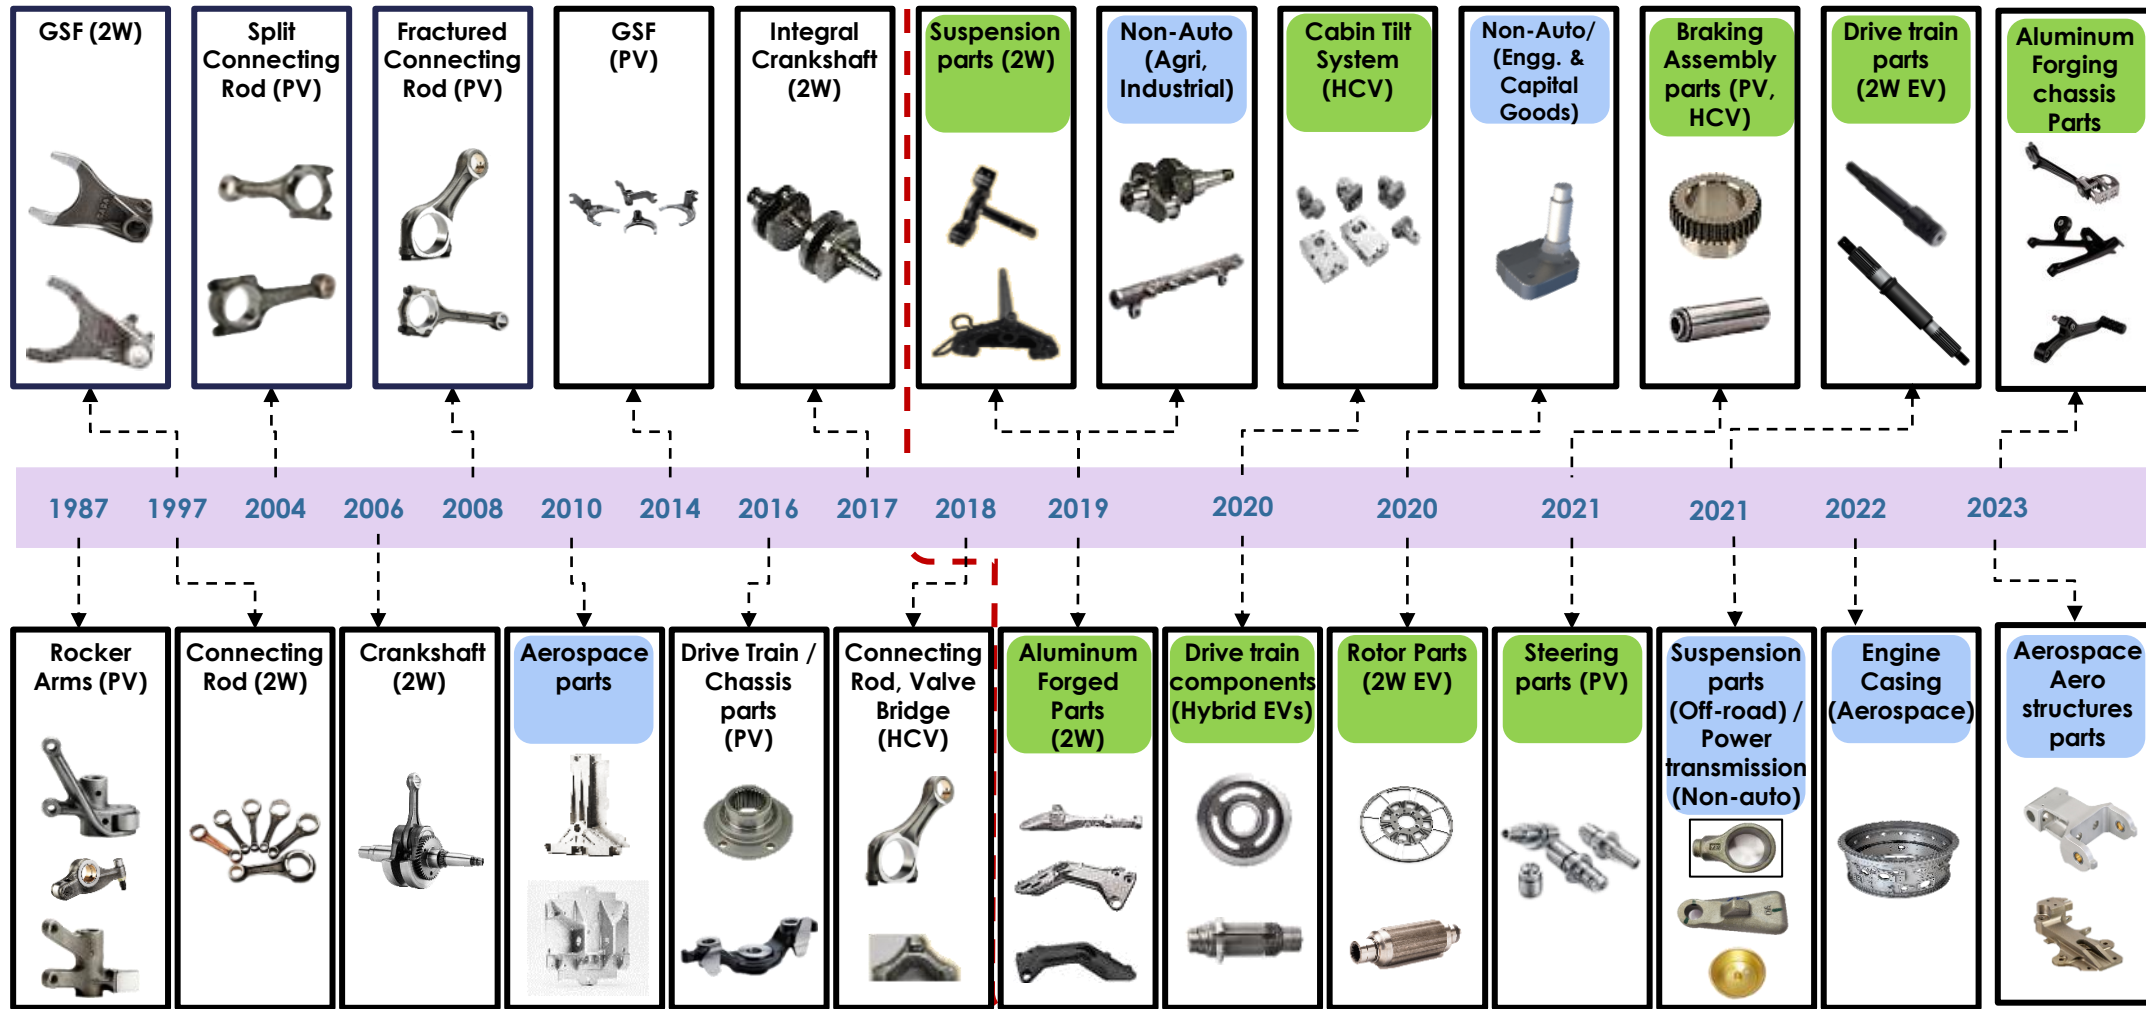 GSF (2W)
Split
Connecting
Rod (PV)
Fractured
Connecting
Rod (PV)
GSF
(PV)
Integral
Crankshaft
(2W)
Suspension
parts (2W)
Non-Auto
(Agri,
Industrial)
Cabin Tilt
System
(HCV)
Non-Auto/
(Engg. &
Capital
Goods)
Braking
Assembly
parts (PV,
HCV)
Drive train
parts
(2W EV)
Aluminum
Forging
chassis
Parts
1987
1997
2004
2006
2008
2010
2014
2016
2017
2018
2019
2020
2020
2021
2021
2022
2023
Rocker
Arms (PV)
Connecting
Rod (2W)
Crankshaft
(2W)
Aerospace
parts
Drive Train /
Chassis
parts
(PV)
Connecting
Rod, Valve
Bridge
(HCV)
Aluminum
Forged
Parts
(2W)
Drive train
components
(Hybrid EVs)
Rotor Parts
(2W EV)
Steering
parts (PV)
Suspension
parts
(Off-road) /
Power
transmission
(Non-auto)
Engine
Casing
(Aerospace)
Aerospace
Aero
structures
parts